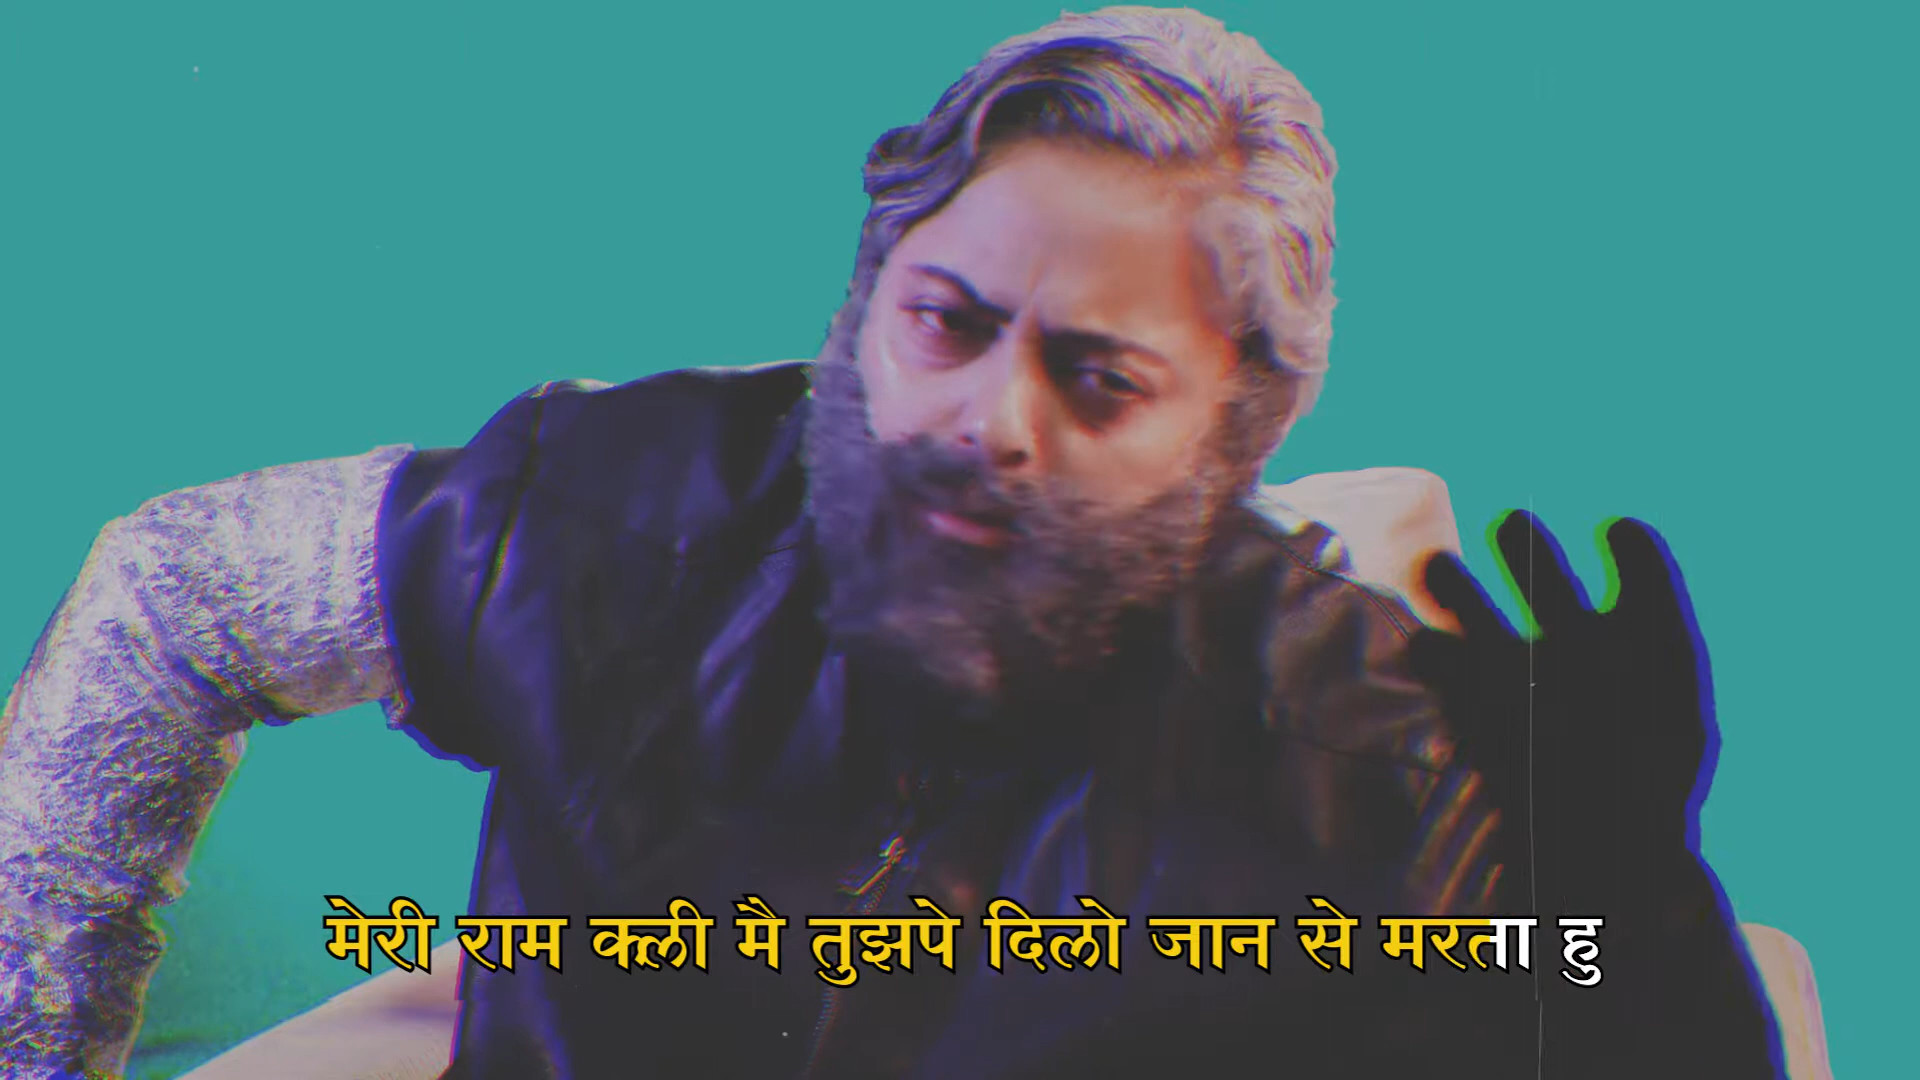 मेरी राम क्ली मै तुझपे दिलो जान से मरता हु